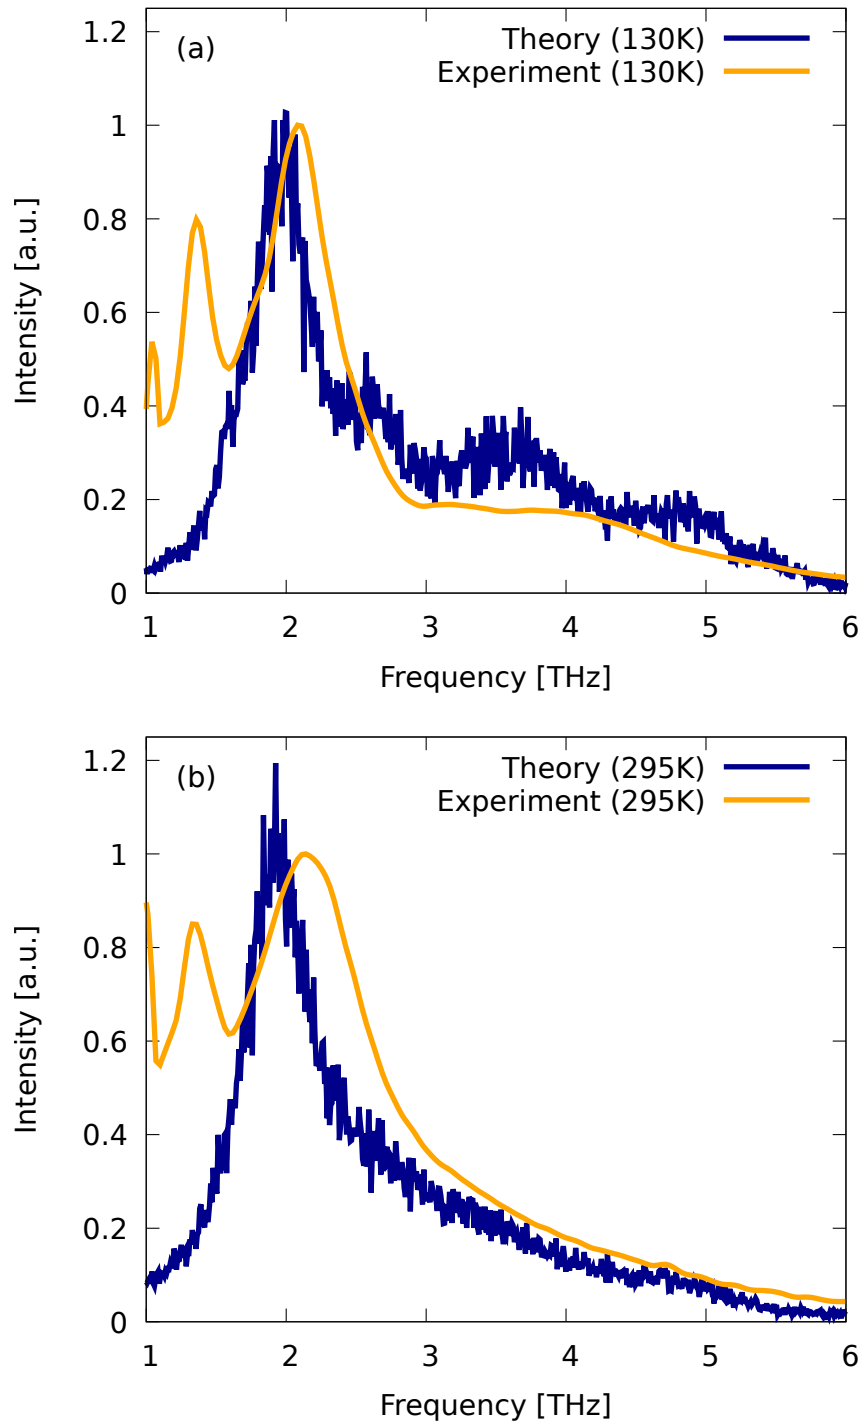 (a)
Theory (130K)
Experiment (130K)
Intensity [a.u.]
1.2
1
0.8
0.6
0.4
0.2
0
1 2 3 4 5 6
Frequency [THz]
(b)
Theory (295K)
Experiment (295K)
Intensity [a.u.]
1.2
1
0.8
0.6
0.4
0.2
0
1 2 3 4 5 6
Frequency [THz]